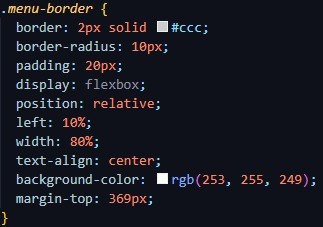 .menu-border {
border: 2px solid #ccc;
border-radius: 10px;
padding: 20px;
display: flexbox;
position: relative;
left: 10%;
width: 80%;
text-align: center;
background-color: rgb(253, 255, 249);
margin-top: 369px;
}